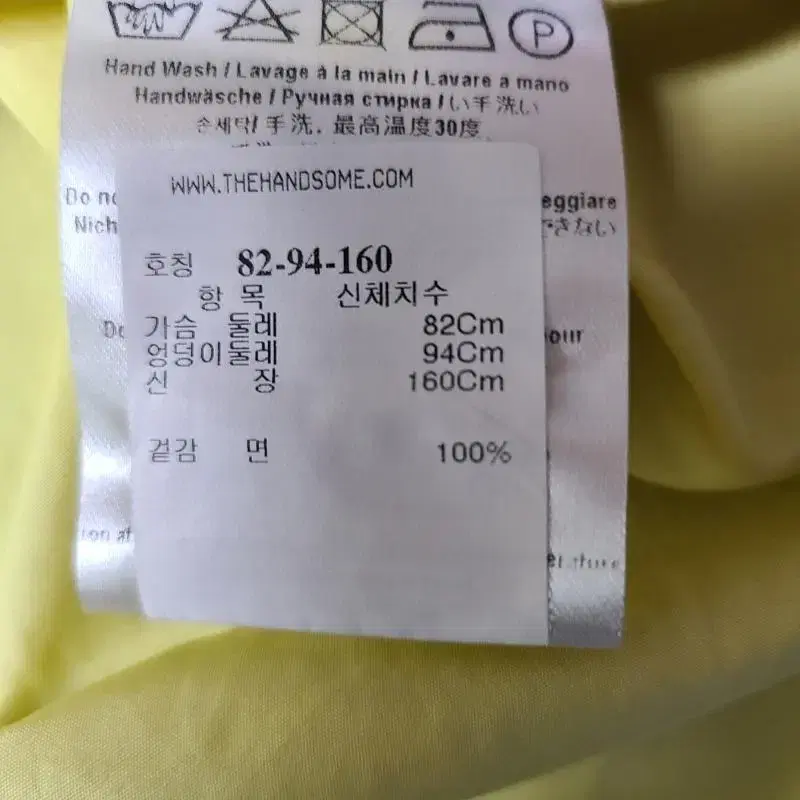 P
Hand Wash / Lavage à la main / Lavare a mano
Handwäsche / Ручная стирка / い手洗い
손세탁/ 手洗. 最高温度30度
Do
eggiare
Nich
できない
WWW.THEHANDSOME.COM
호칭 82-94-160
항 목 신체치수
가슴 둘레 82Cm
엉덩이둘레 94Cm
신 장 160Cm
겉감 면 100%